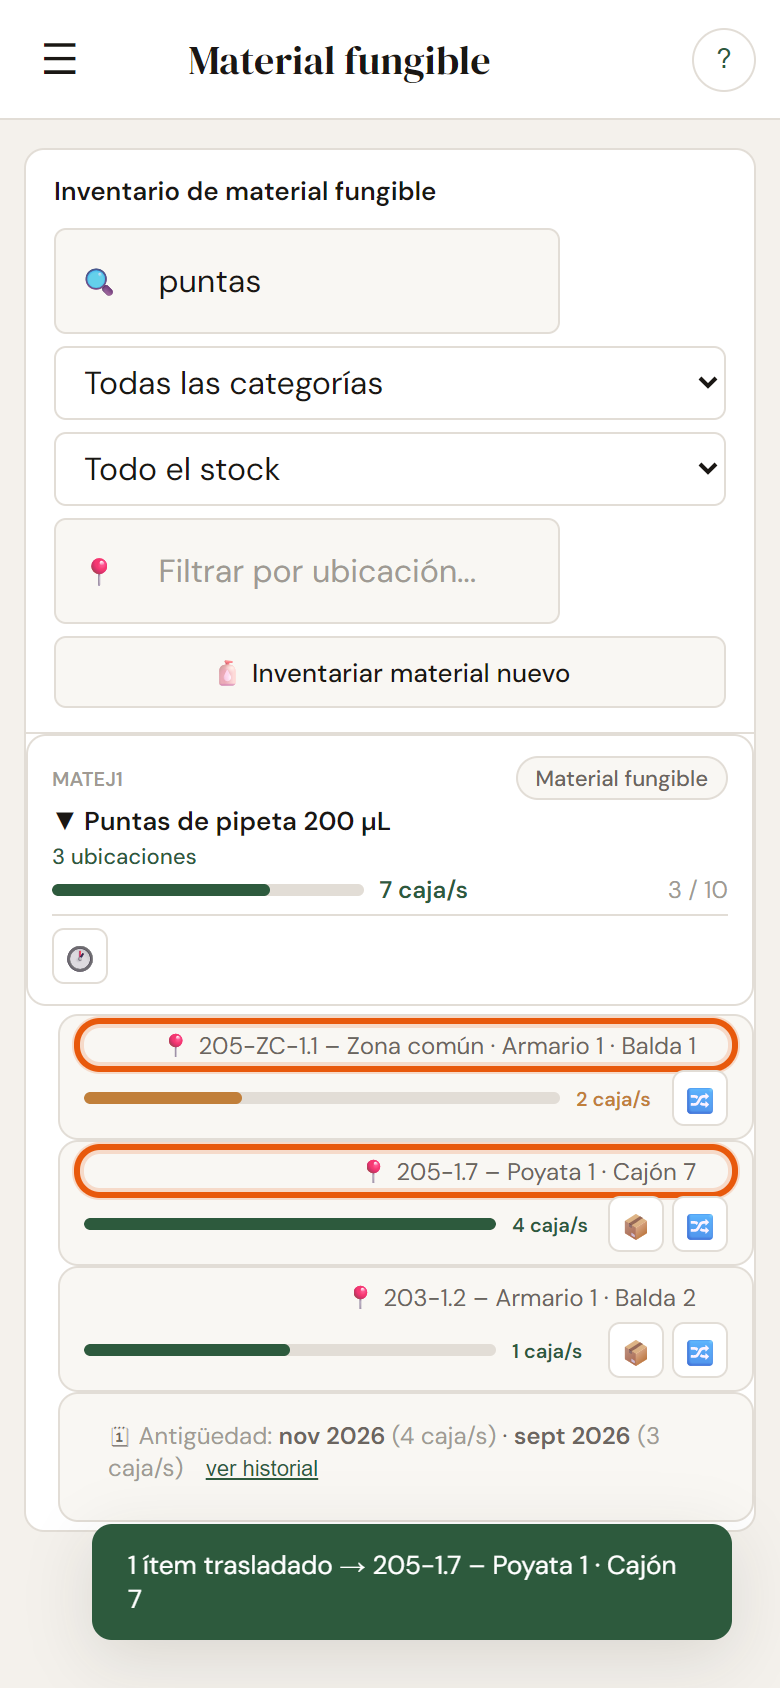 Material fungible
?
Inventario de material fungible
puntas
Todas las categorías
Todo el stock
Filtrar por ubicación...
Inventariar material nuevo
MATEJ1
Material fungible
▼ Puntas de pipeta 200 µL
3 ubicaciones
7 caja/s
3 / 10
205-ZC-1.1 – Zona común · Armario 1 · Balda 1
2 caja/s
205-1.7 – Poyata 1 · Cajón 7
4 caja/s
203-1.2 – Armario 1 · Balda 2
1 caja/s
Antigüedad: nov 2026 (4 caja/s) · sept 2026 (3
caja/s) ver historial
1 ítem trasladado → 205-1.7 – Poyata 1 · Cajón
7